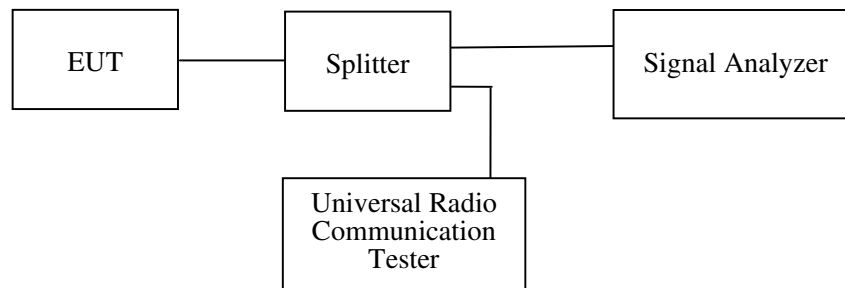 EUT
Splitter
Signal Analyzer
Universal Radio
Communication
Tester